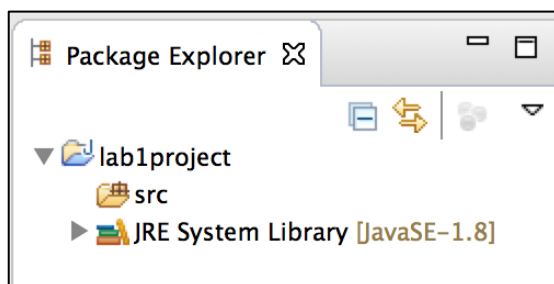 Package Explorer
lab1project
src
JRE System Library [JavaSE-1.8]